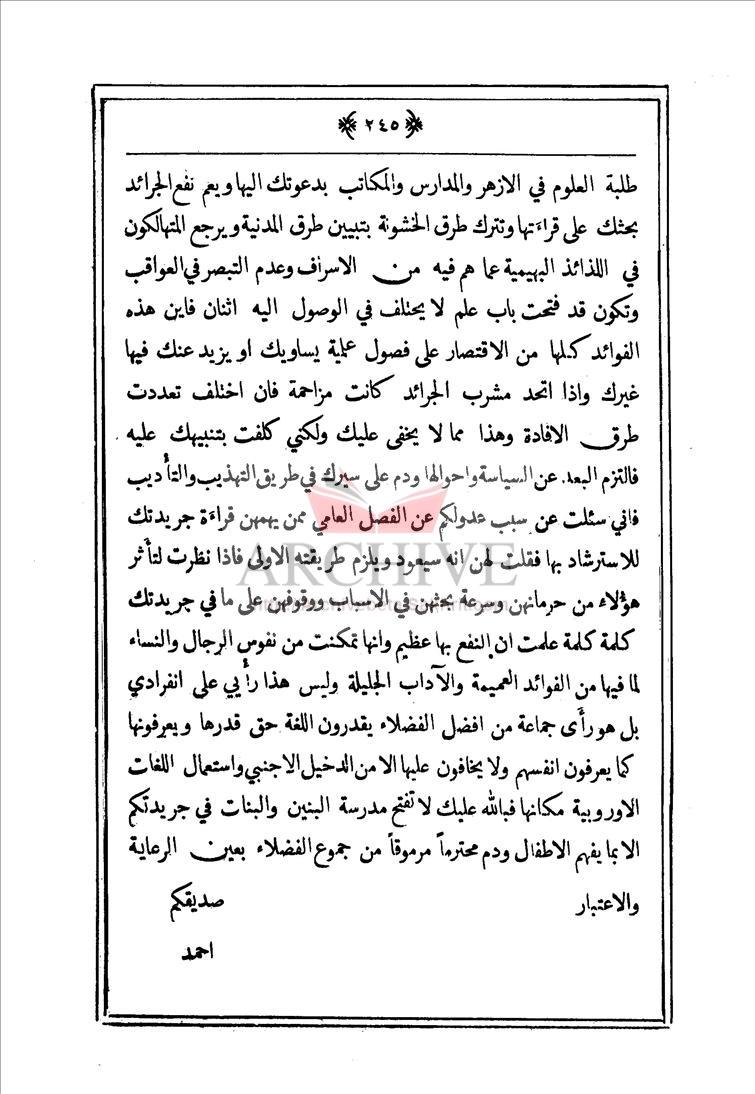 ﴿ ٢٤٥ ﴾
طلبة العلوم في الازهر والمدارس والمكاتب بدعوتك اليها ويعم نفع الجرائد
بحثك على قراءتها وتترك طرق الخشونة بتبيين طرق المدنية ويرجع المتهالكون
في اللذائذ البهيمية عما هم فيه من الاسراف وعدم التبصر في العواقب
وتكون قد فتحت باب علم لا يختلف في الوصول اليه اثنان فاين هذه
الفوائد كلها من الاقتصار على فصول علمية يساويك او يزيد عنك فيها
غيرك واذا اتحد مشرب الجرائد كانت مزاحمة فان اختلف تعددت
طرق الافادة وهذا مما لا يخفى عليك ولكني كلفت بتنبيهك عليه
فالتزم البعد عن السياسة واحوالها ودم على سيرك في طريق التهذيب والتأديب
فاني سئلت عن سبب عدولكم عن الفصل العامي ممن يهمهن قراءة جريدتك
للاسترشاد بها فقلت لهن انه سيعود ويلزم طريقته الاولى فاذا نظرت لتأثر
هؤلاء من حرمانهن وسرعة بحثهن في الاسباب ووقوفهن على ما في جريدتك
كلمة كلمة علمت ان النفع بها عظيم وانها تمكنت من نفوس الرجال والنساء
لما فيها من الفوائد العميمة والآداب الجليلة وليس هذا رأيي على انفرادي
بل هو رأى جماعة من افضل الفضلاء يقدرون اللغة حق قدرها ويعرفونها
كما يعرفون انفسهم ولا يخافون عليها الا من الدخيل الاجنبي واستعمال اللغات
الاوروبية مكانها فبالله عليك لا تفتح مدرسة البنين والبنات في جريدتكم
الا بما يفهم الاطفال ودم محترماً مرموقاً من جموع الفضلاء بعين الرعاية
والاعتبار صديقكم
احمد
ARCHIVE